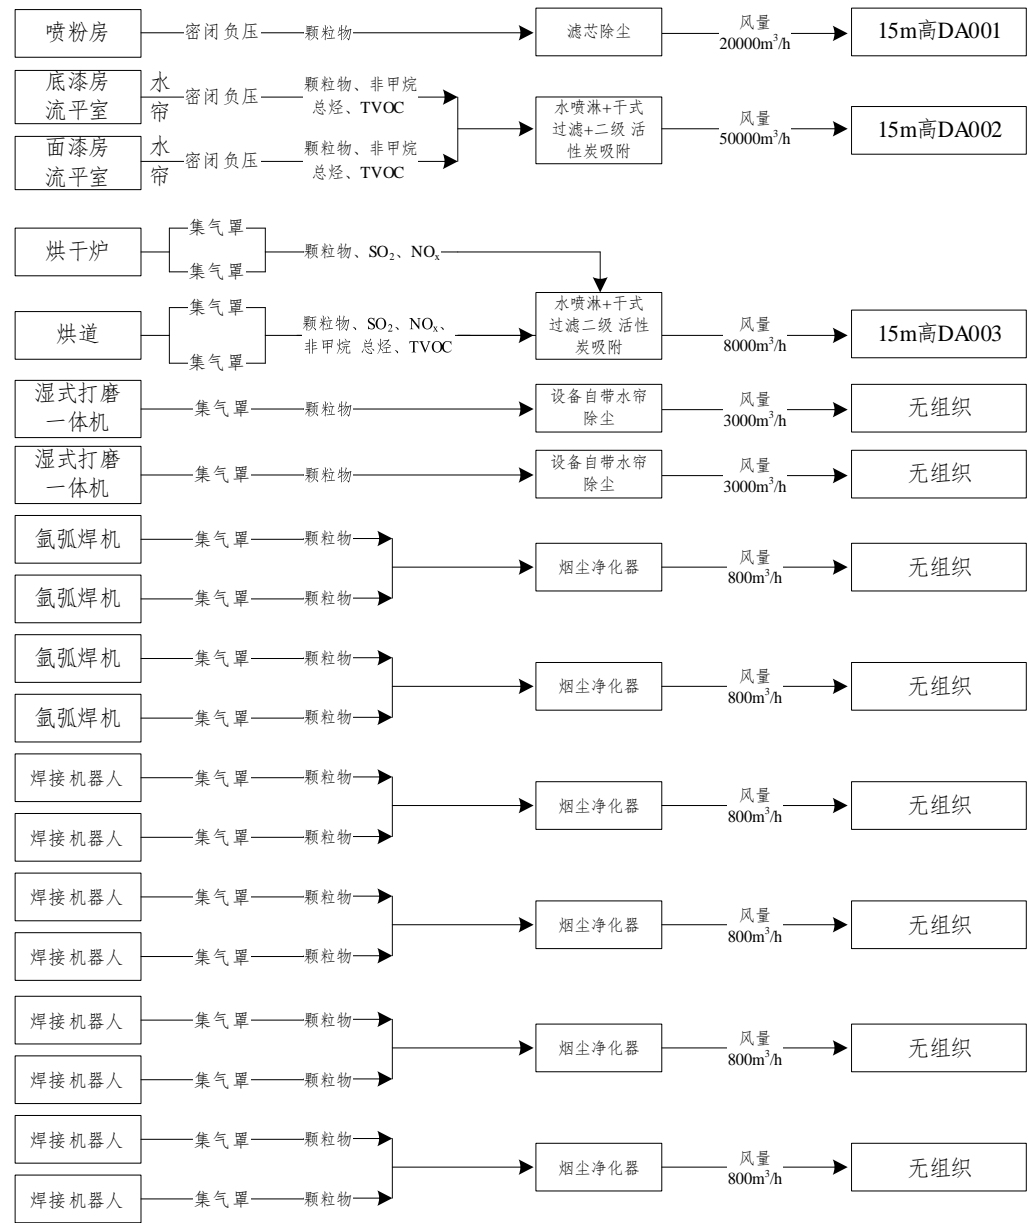 喷粉房 密闭负压 颗粒物 滤芯除尘 风量 20000m³/h 15m高DA001
底漆房
流平室
水
帘
密闭负压
颗粒物、非甲烷
总烃、TVOC
面漆房
流平室
水
帘
密闭负压
颗粒物、非甲烷
总烃、TVOC
水喷淋+干式
过滤+二级 活
性炭吸附
风量
50000m³/h
15m高DA002
烘干炉
集气罩
集气罩
颗粒物、SO₂、NOₓ
烘道
集气罩
集气罩
颗粒物、SO₂、NOₓ、
非甲烷 总烃、TVOC
水喷淋+干式
过滤二级 活性
炭吸附
风量
8000m³/h
15m高DA003
湿式打磨
一体机
集气罩
颗粒物
设备自带水帘
除尘
风量
3000m³/h
无组织
湿式打磨
一体机
集气罩
颗粒物
设备自带水帘
除尘
风量
3000m³/h
无组织
氩弧焊机 集气罩 颗粒物
氩弧焊机 集气罩 颗粒物
烟尘净化器
风量
800m³/h
无组织
氩弧焊机 集气罩 颗粒物
氩弧焊机 集气罩 颗粒物
烟尘净化器
风量
800m³/h
无组织
焊接机器人 集气罩 颗粒物
焊接机器人 集气罩 颗粒物
烟尘净化器
风量
800m³/h
无组织
焊接机器人 集气罩 颗粒物
焊接机器人 集气罩 颗粒物
烟尘净化器
风量
800m³/h
无组织
焊接机器人 集气罩 颗粒物
焊接机器人 集气罩 颗粒物
烟尘净化器
风量
800m³/h
无组织
焊接机器人 集气罩 颗粒物
焊接机器人 集气罩 颗粒物
烟尘净化器
风量
800m³/h
无组织